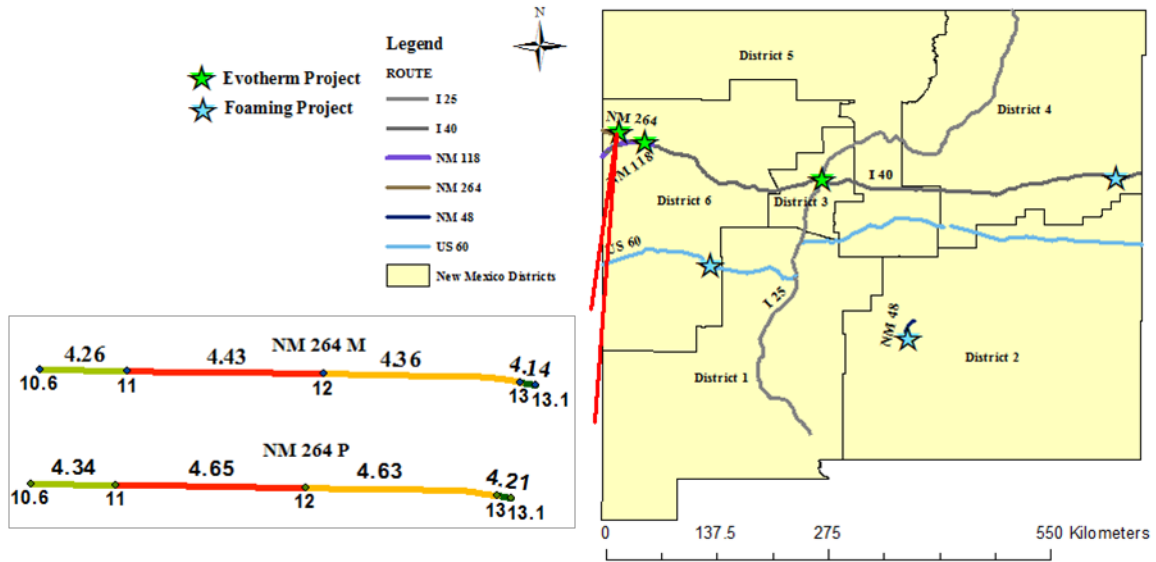 N
Legend
ROUTE
Evotherm Project
Foaming Project
I 25
I 40
NM 118
NM 264
NM 48
US 60
New Mexico Districts
4.26
4.43
NM 264 M
4.36
4.14
10.6
11
12
13
13.1
NM 264 P
4.34
4.65
4.63
4.21
10.6
11
12
13
13.1
District 5
District 4
NM 264
NM 118
I 40
District 6
District 3
US 60
I 25
NM 48
District 1
District 2
0
137.5
275
550 Kilometers